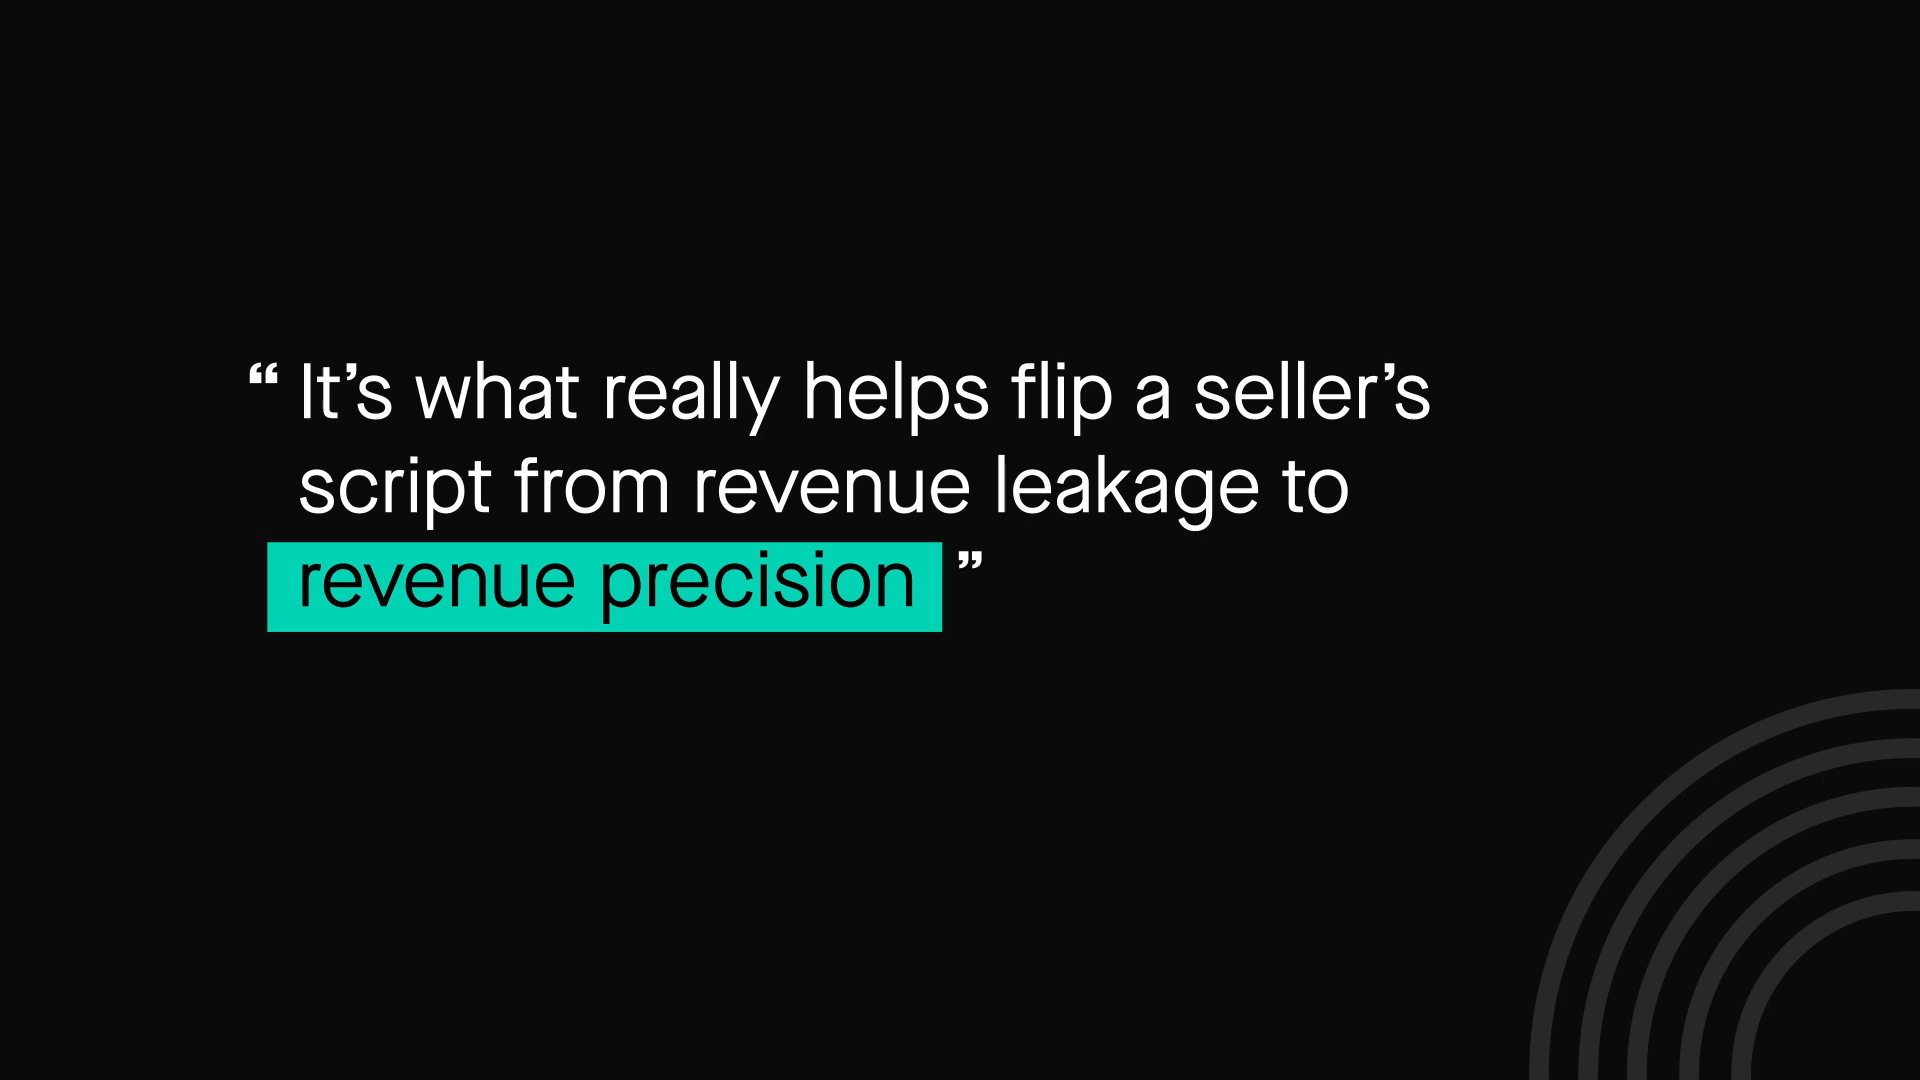 “ It’s what really helps flip a seller’s
script from revenue leakage to
revenue precision ”